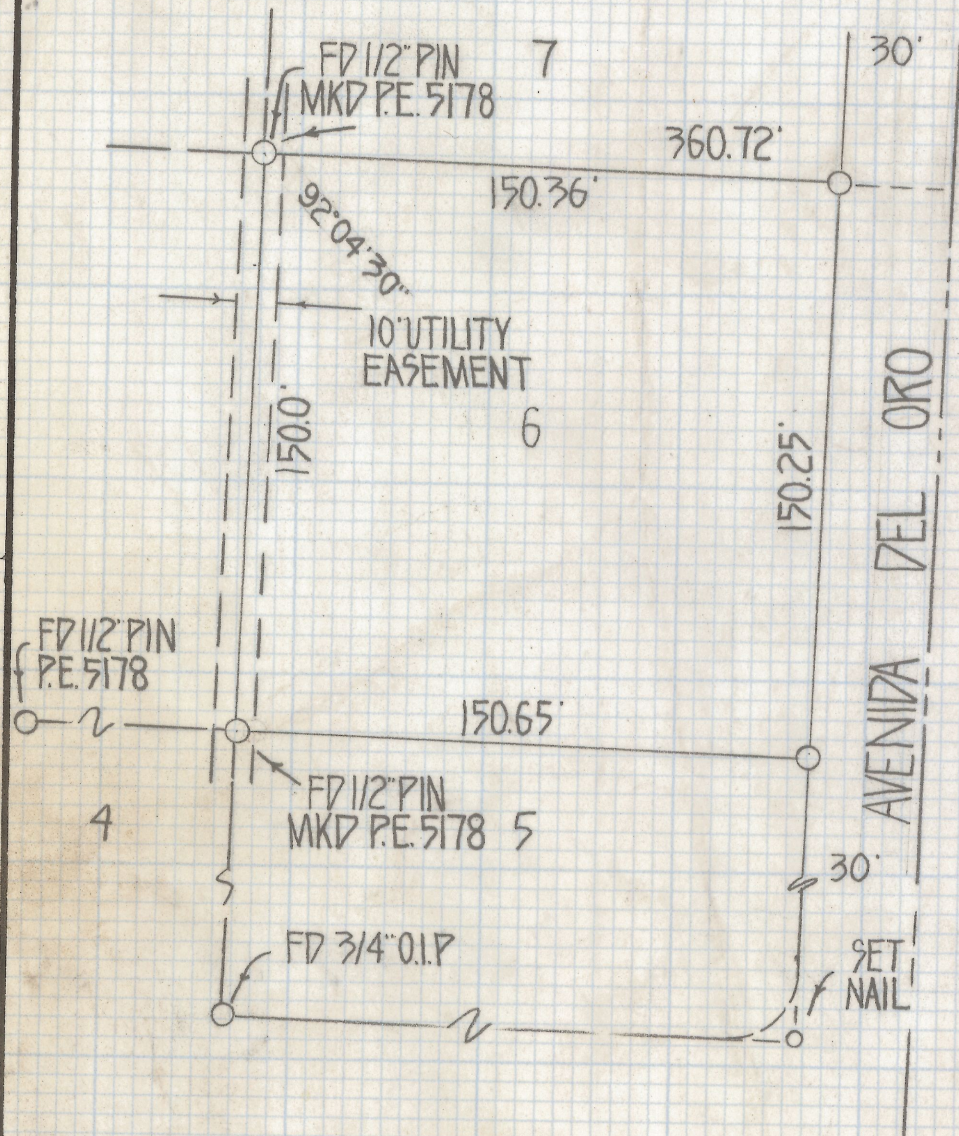 FD 1/2" PIN
MKD P.E. 5178
7
30'
360.72'
150.36'
92°04'30"
10' UTILITY
EASEMENT
150.0'
6
150.25'
AVENIDA DEL ORO
FD 1/2" PIN
P.E. 5178
150.65'
4
FD 1/2" PIN
MKD P.E. 5178
5
30'
FD 3/4" O.I.P
SET
NAIL